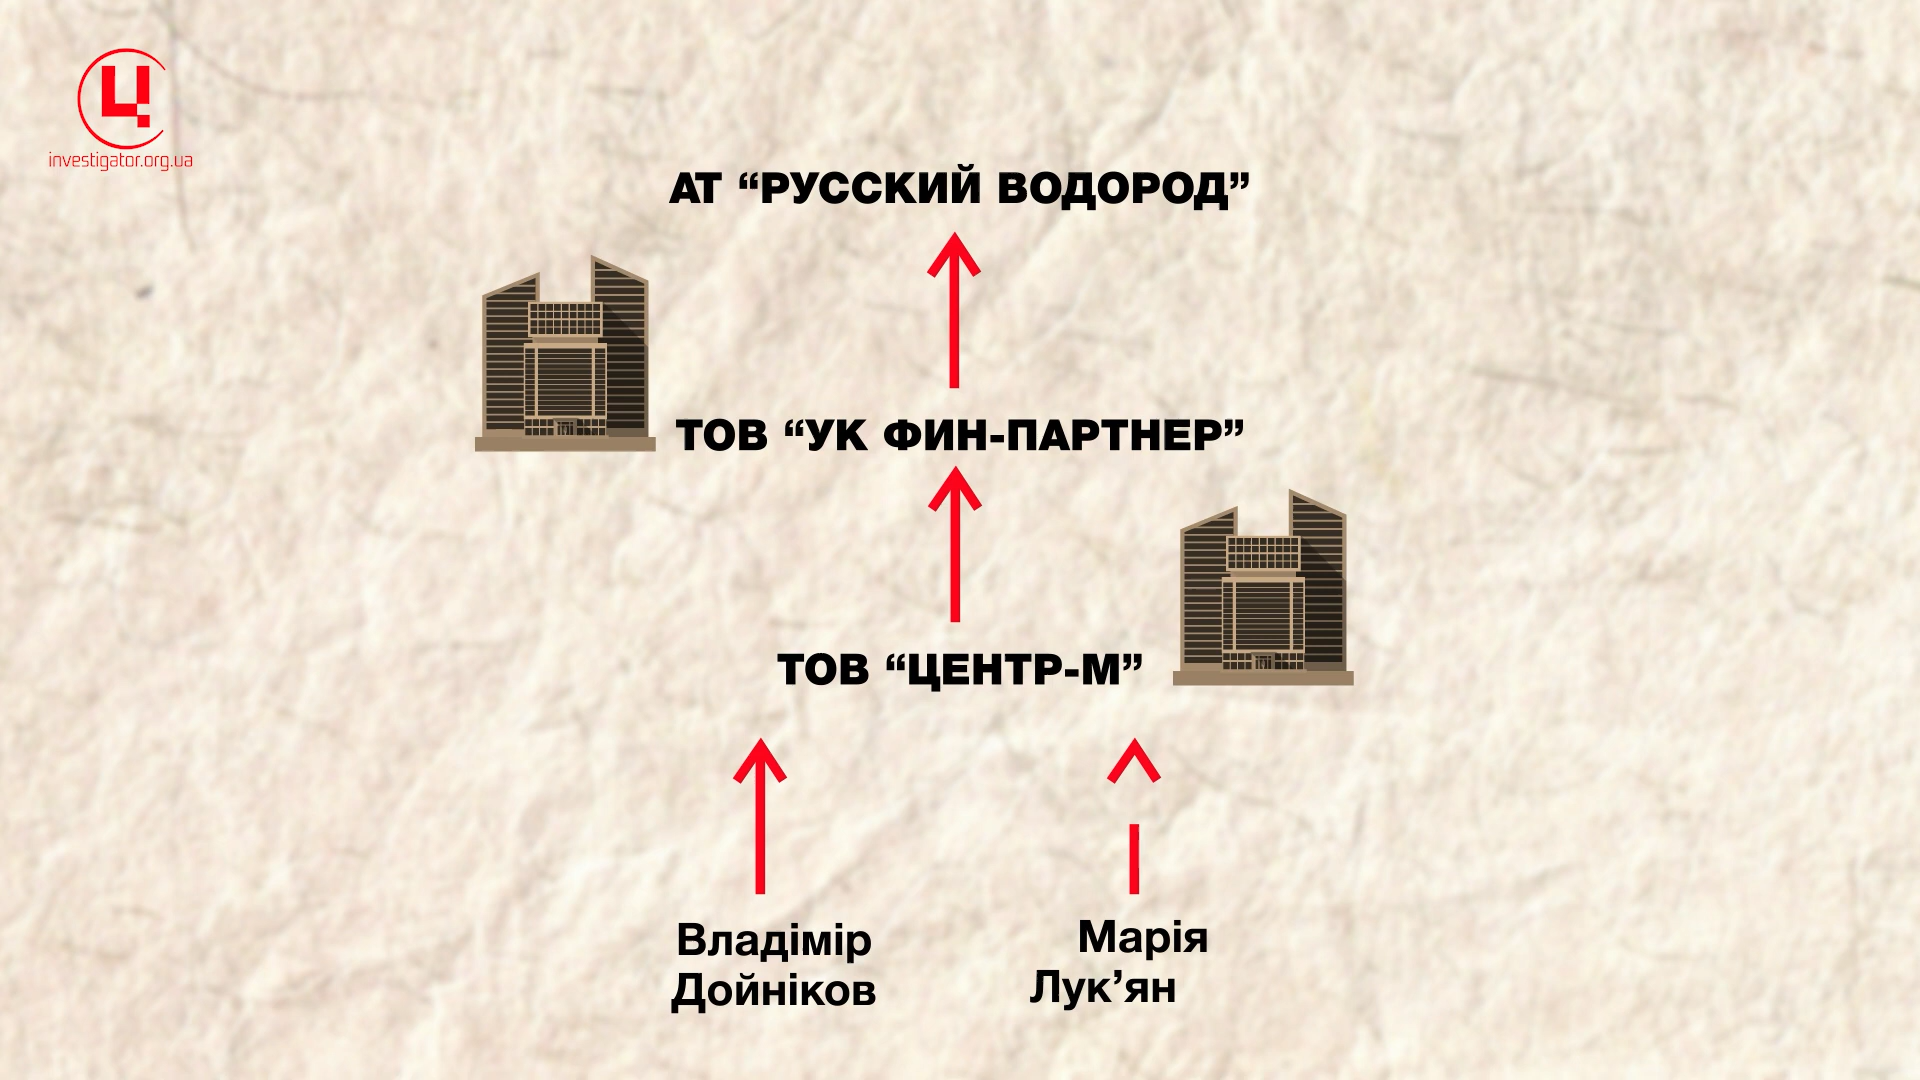 Ц
investigator.org.ua
АТ “РУССКИЙ ВОДОРОД”
ТОВ “УК ФИН-ПАРТНЕР”
ТОВ “ЦЕНТР-М”
Владімір
Дойніков
Марія
Лук’ян